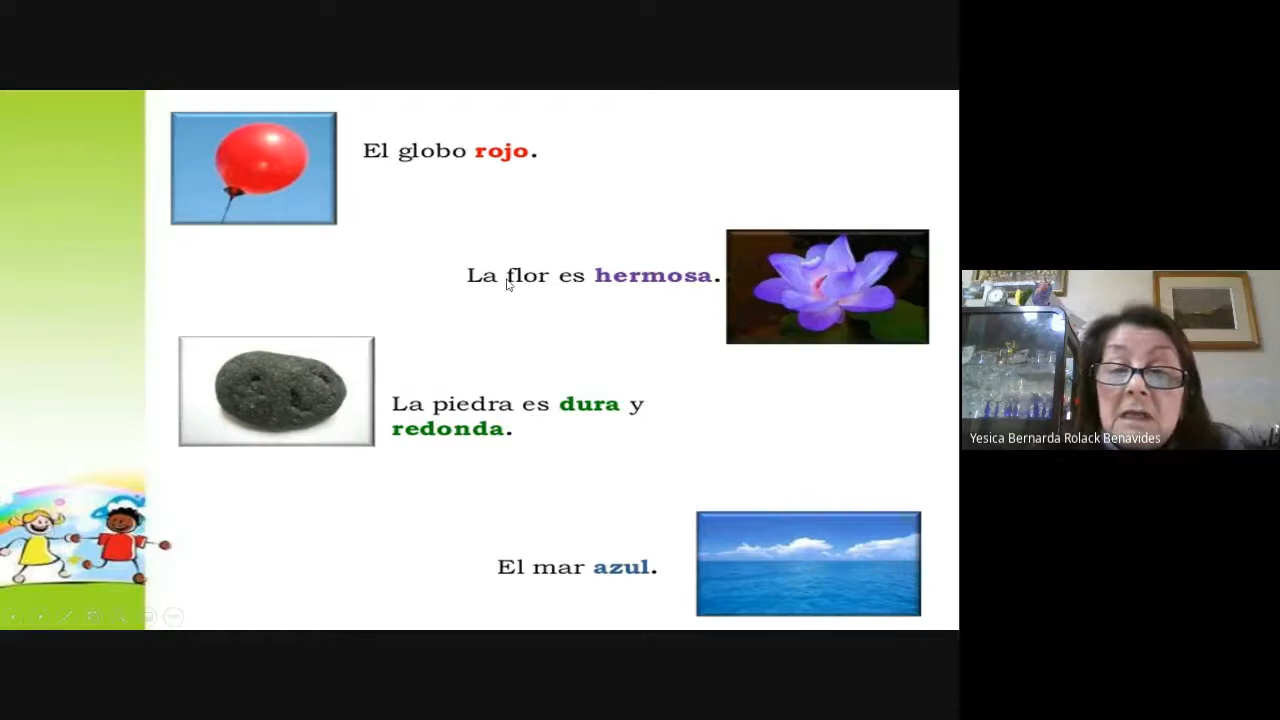 El globo rojo.
La flor es hermosa.
La piedra es dura y
redonda.
El mar azul.
Yesica Bernarda Rolack Benavides